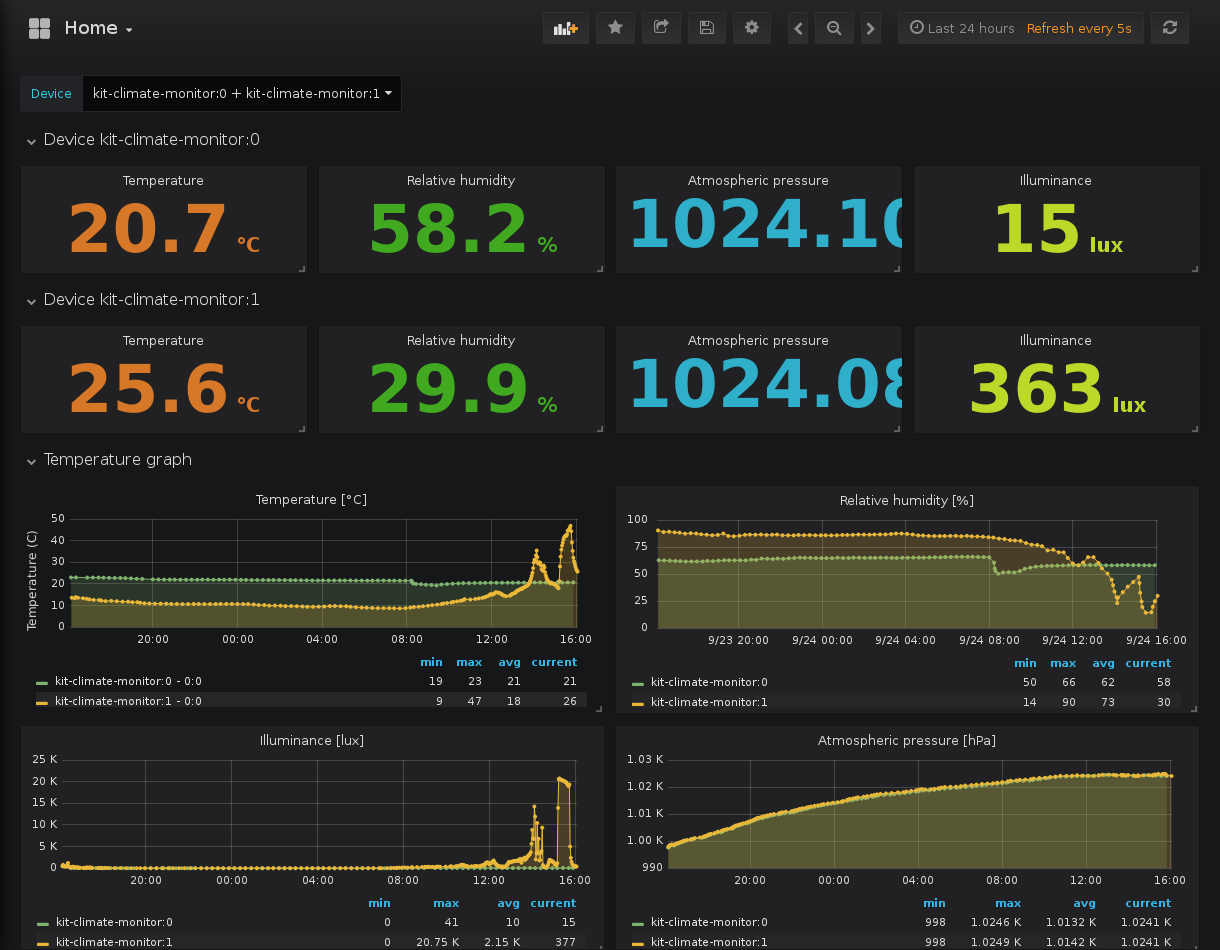 Home
Last 24 hours Refresh every 5s
Device kit-climate-monitor:0 + kit-climate-monitor:1
Device kit-climate-monitor:0
Temperature Relative humidity Atmospheric pressure Illuminance
20.7 °C 58.2 % 1024.10 15 lux
Device kit-climate-monitor:1
Temperature Relative humidity Atmospheric pressure Illuminance
25.6 °C 29.9 % 1024.08 363 lux
Temperature graph
Temperature [°C]
Temperature (C)
50
40
30
20
10
0
20:00 00:00 04:00 08:00 12:00 16:00
min max avg current
kit-climate-monitor:0 - 0:0 19 23 21 21
kit-climate-monitor:1 - 0:0 9 47 18 26
Relative humidity [%]
100
75
50
25
0
9/23 20:00 9/24 00:00 9/24 04:00 9/24 08:00 9/24 12:00 9/24 16:00
min max avg current
kit-climate-monitor:0 50 66 62 58
kit-climate-monitor:1 14 90 73 30
Illuminance [lux]
25 K
20 K
15 K
10 K
5 K
0
20:00 00:00 04:00 08:00 12:00 16:00
min max avg current
kit-climate-monitor:0 0 41 10 15
kit-climate-monitor:1 0 20.75 K 2.15 K 377
Atmospheric pressure [hPa]
1.03 K
1.02 K
1.01 K
1.00 K
990
20:00 00:00 04:00 08:00 12:00 16:00
min max avg current
kit-climate-monitor:0 998 1.0246 K 1.0132 K 1.0241 K
kit-climate-monitor:1 998 1.0249 K 1.0142 K 1.0241 K